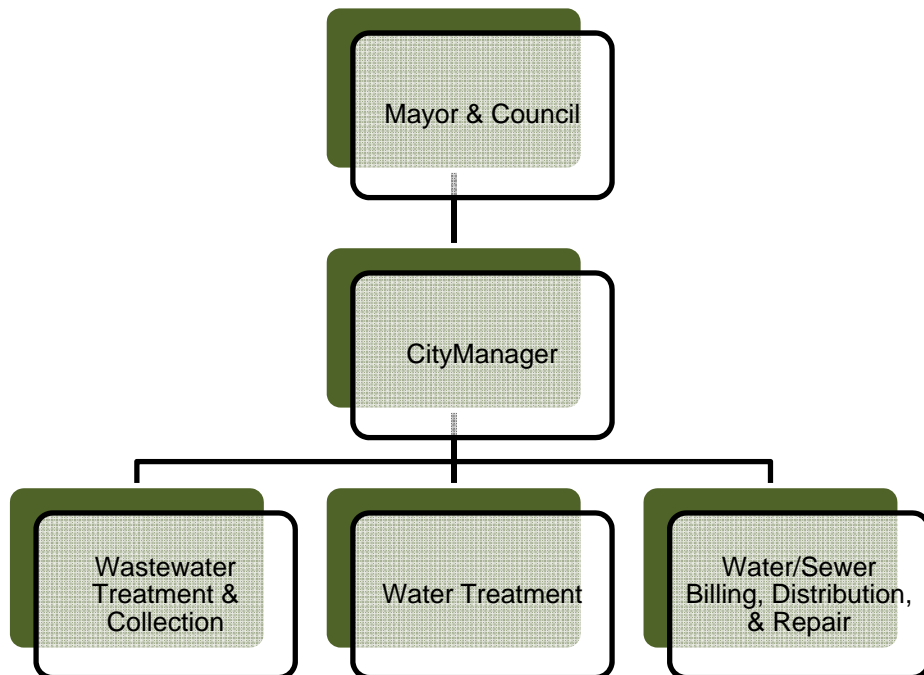 Mayor & Council
CityManager
Wastewater
Treatment &
Collection
Water Treatment
Water/Sewer
Billing, Distribution,
& Repair